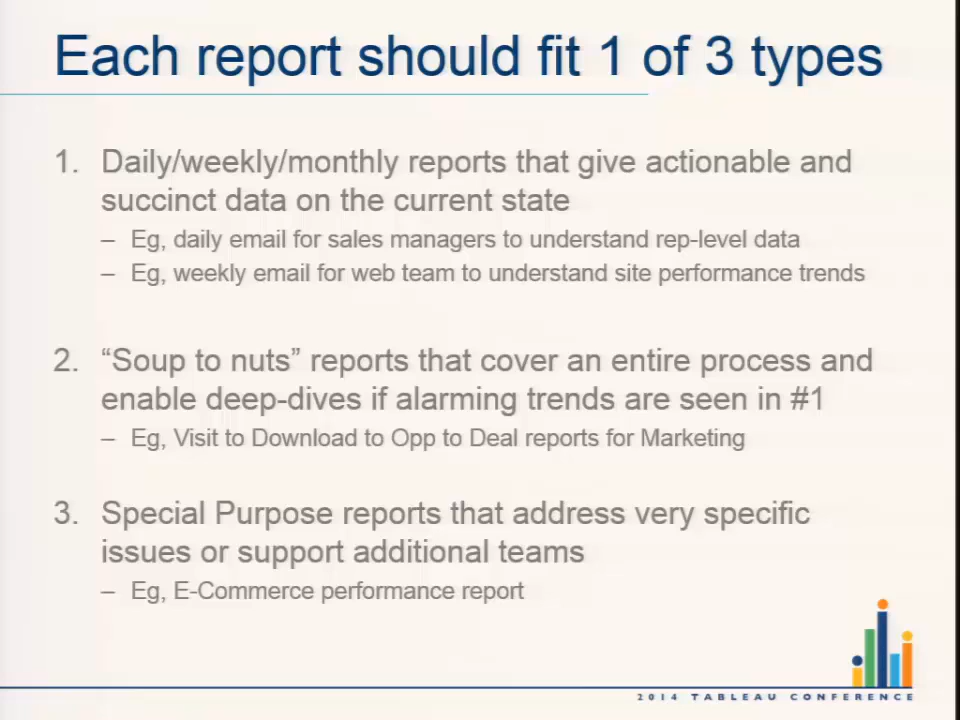 Each report should fit 1 of 3 types
1. Daily/weekly/monthly reports that give actionable and
succinct data on the current state
– Eg, daily email for sales managers to understand rep-level data
– Eg, weekly email for web team to understand site performance trends
2. “Soup to nuts” reports that cover an entire process and
enable deep-dives if alarming trends are seen in #1
– Eg, Visit to Download to Opp to Deal reports for Marketing
3. Special Purpose reports that address very specific
issues or support additional teams
– Eg, E-Commerce performance report
2014 TABLEAU CONFERENCE